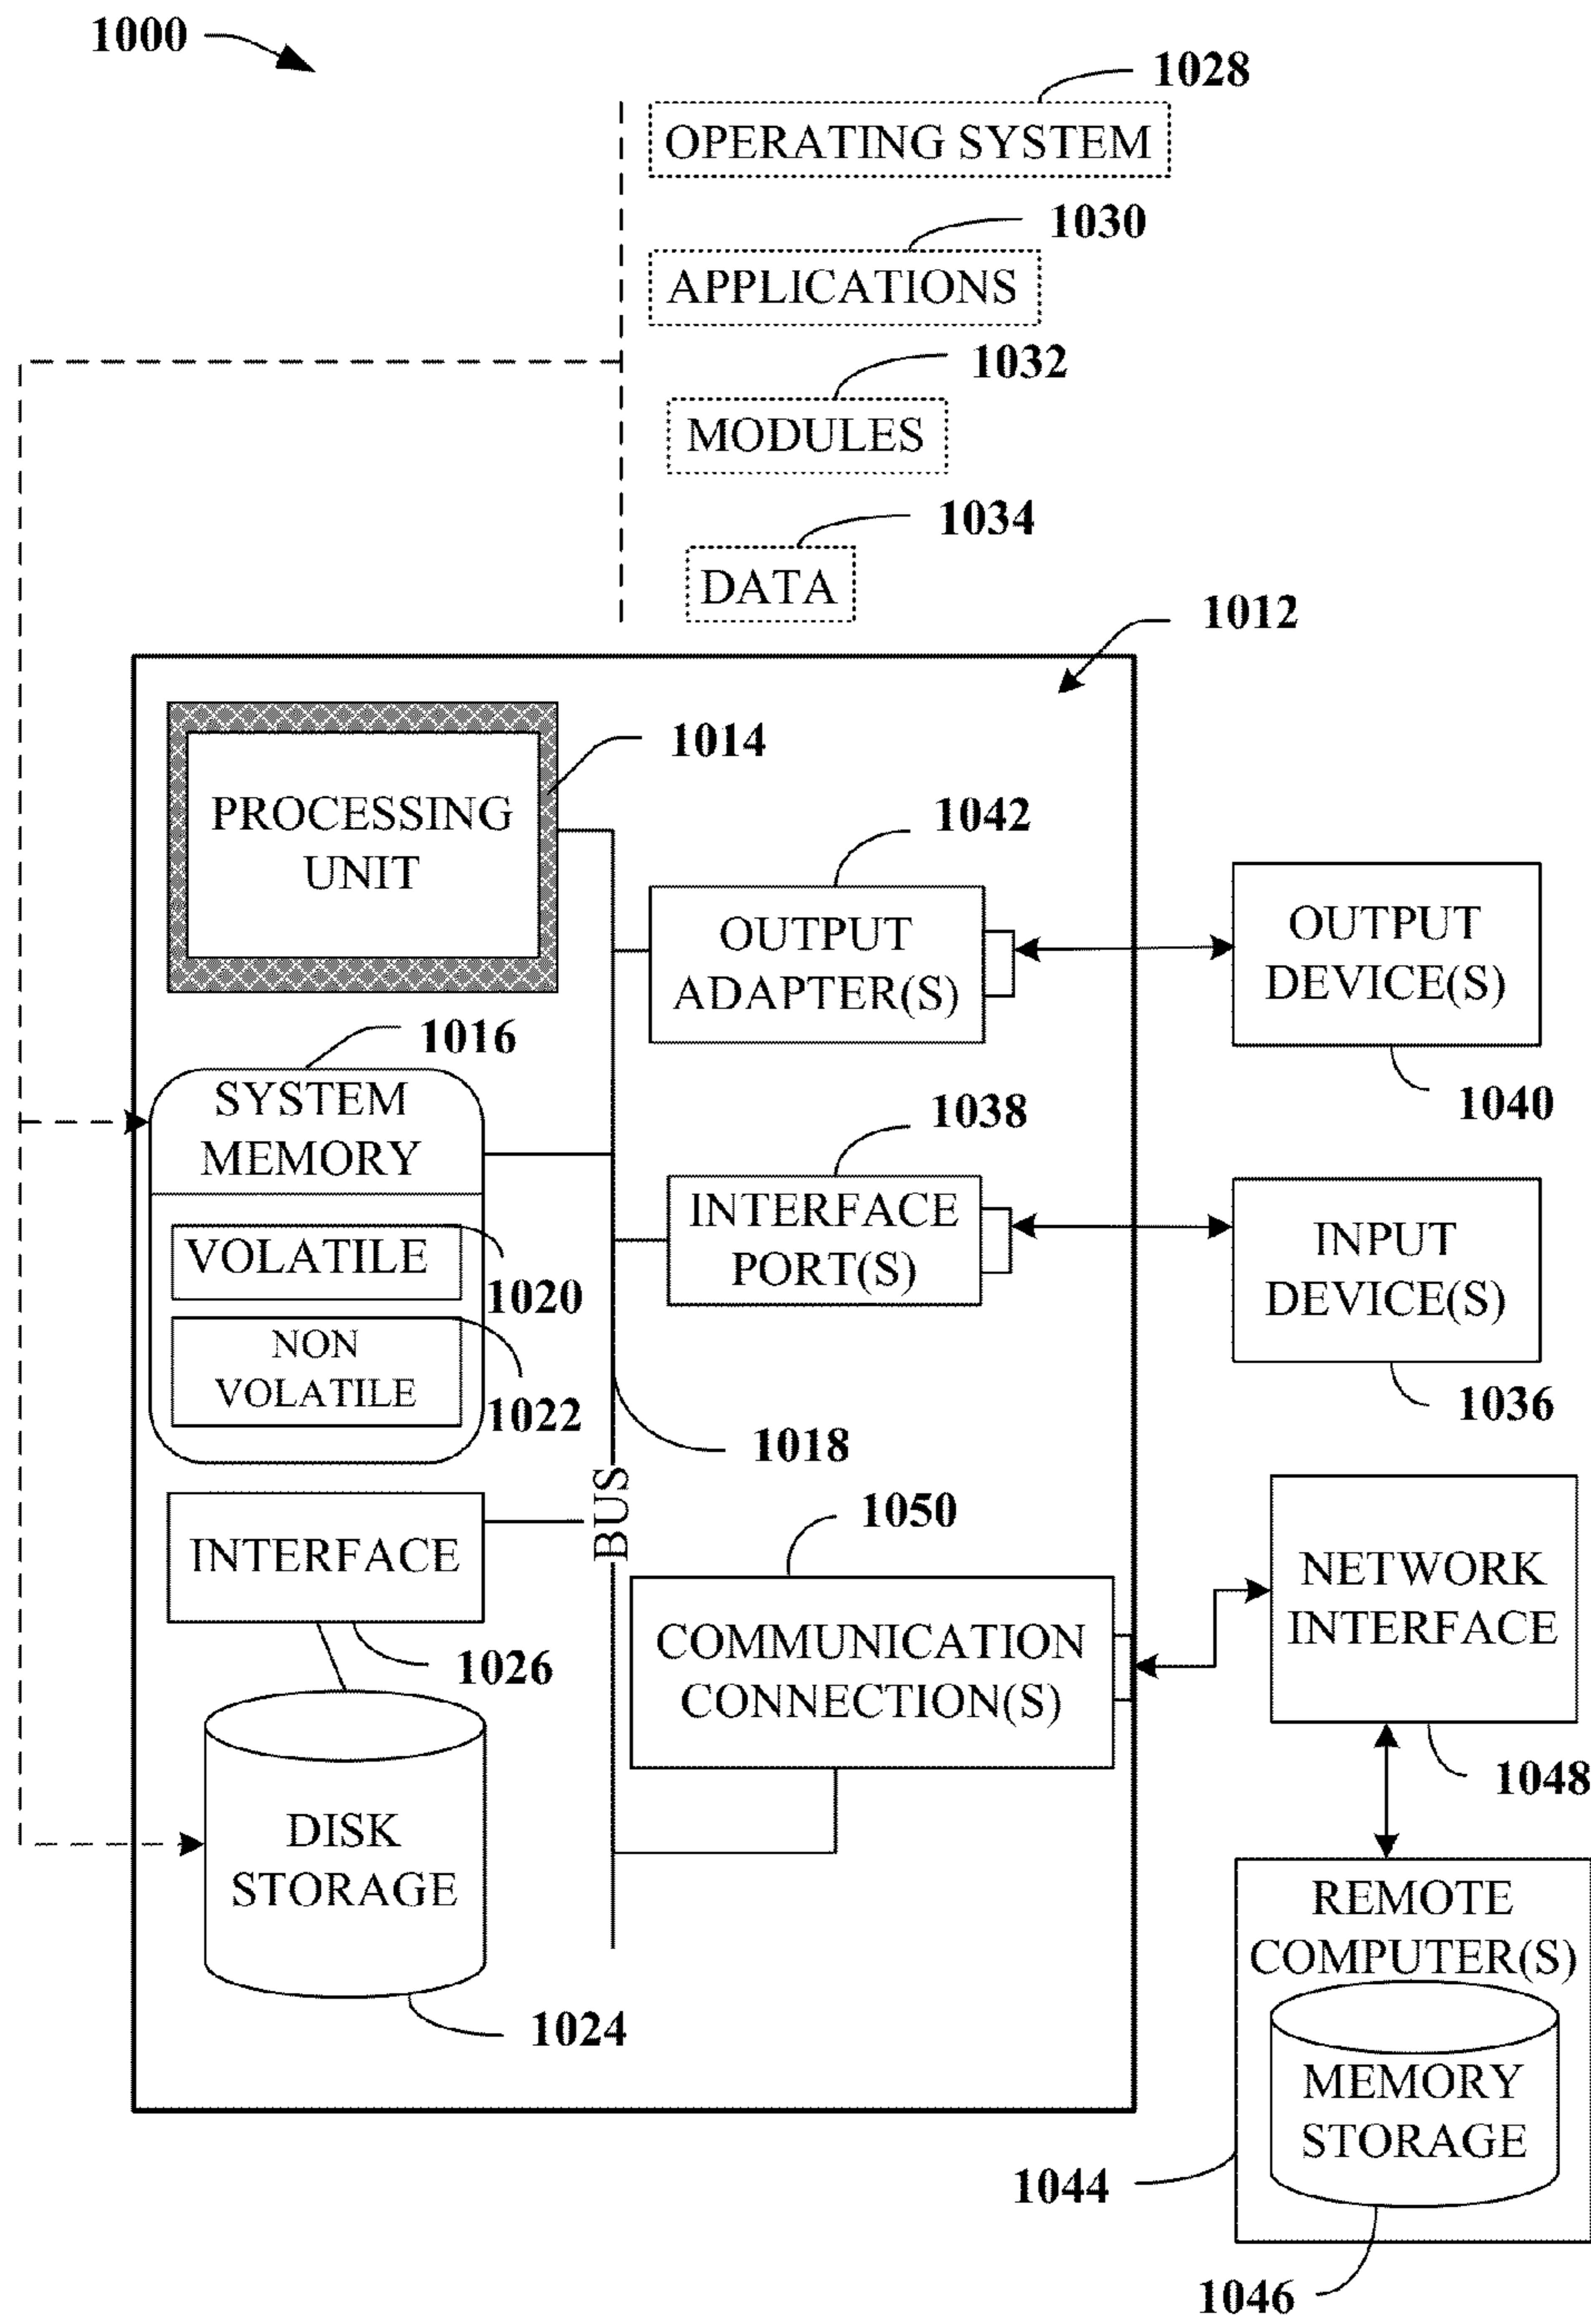 1000
1028
OPERATING SYSTEM
1030
APPLICATIONS
1032
MODULES
1034
DATA
1012
1014
PROCESSING
UNIT
1042
OUTPUT
ADAPTER(S)
OUTPUT
DEVICE(S)
1040
1016
SYSTEM
MEMORY
VOLATILE
1020
NON
VOLATILE
1022
1038
INTERFACE
PORT(S)
INPUT
DEVICE(S)
1036
1018
BUS
INTERFACE
1026
1050
COMMUNICATION
CONNECTION(S)
NETWORK
INTERFACE
1048
DISK
STORAGE
1024
REMOTE
COMPUTER(S)
MEMORY
STORAGE
1044
1046